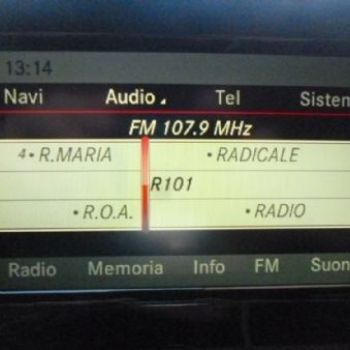 13:14
Navi Audio Tel Sistem
FM 107.9 MHz
4 • R.MARIA • RADICALE
R101
• R.O.A. • RADIO
Radio Memoria Info FM Suon